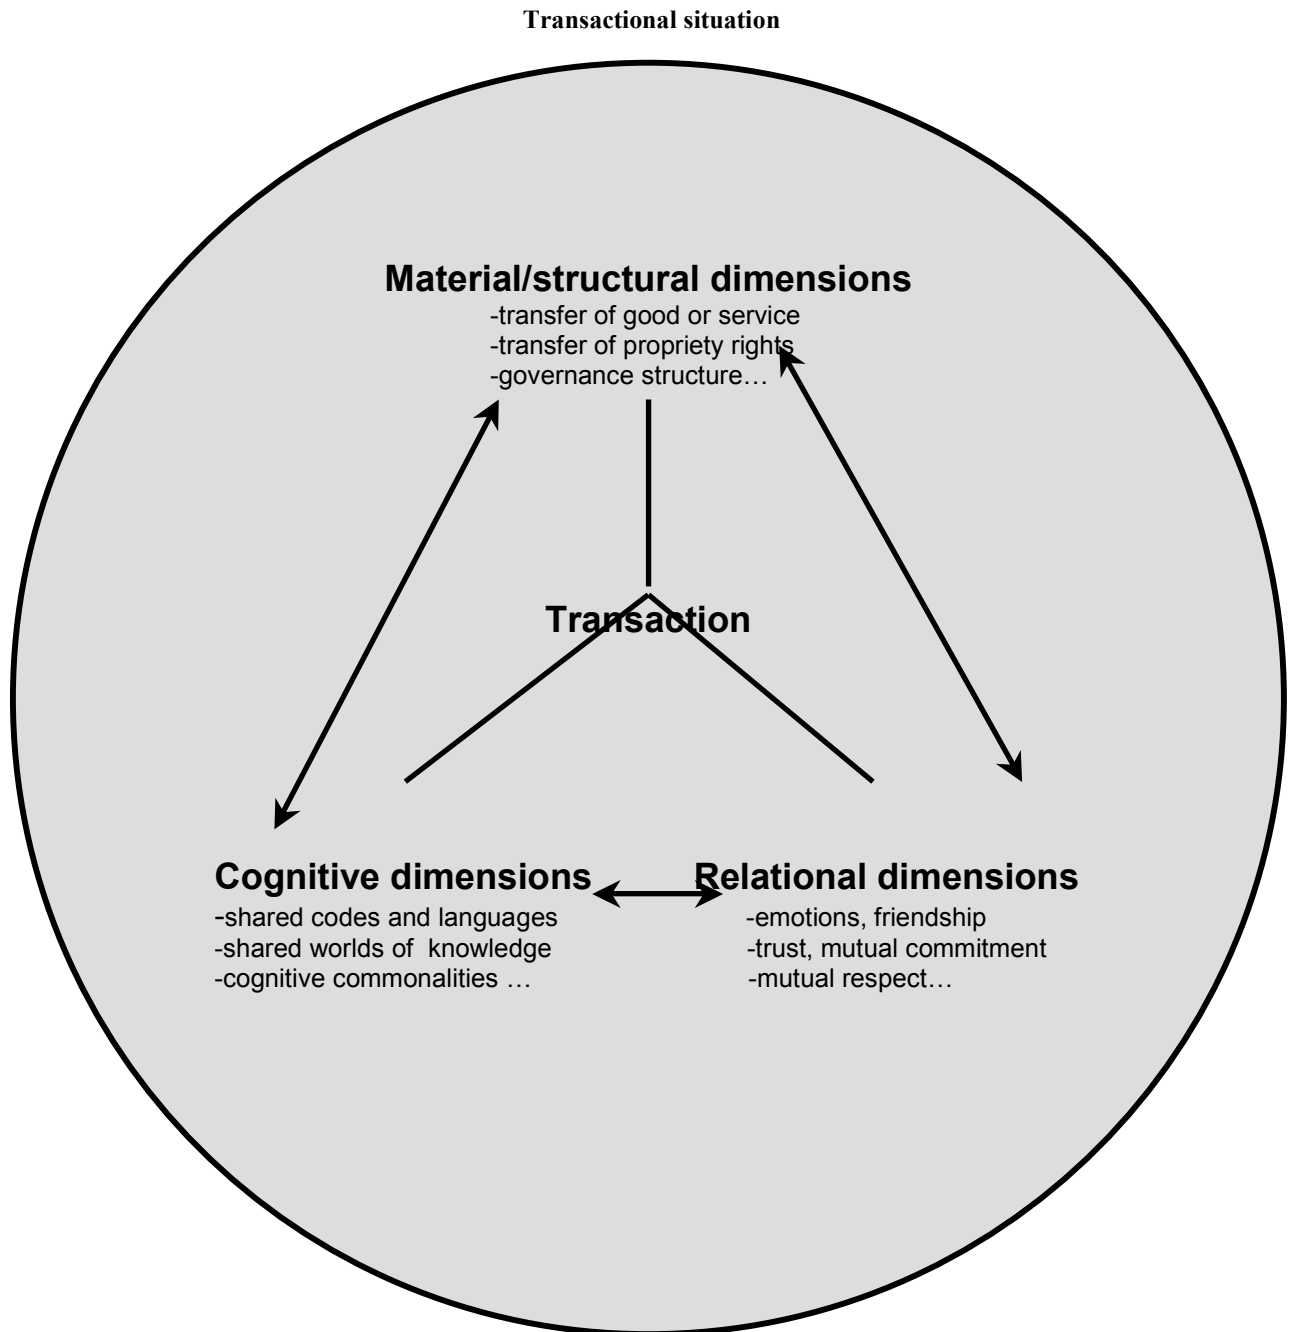 Transactional situation
Material/structural dimensions
-transfer of good or service
-transfer of propriety rights
-governance structure…
Transaction
Cognitive dimensions
-shared codes and languages
-shared worlds of  knowledge
-cognitive commonalities …
Relational dimensions
-emotions, friendship
-trust, mutual commitment
-mutual respect…